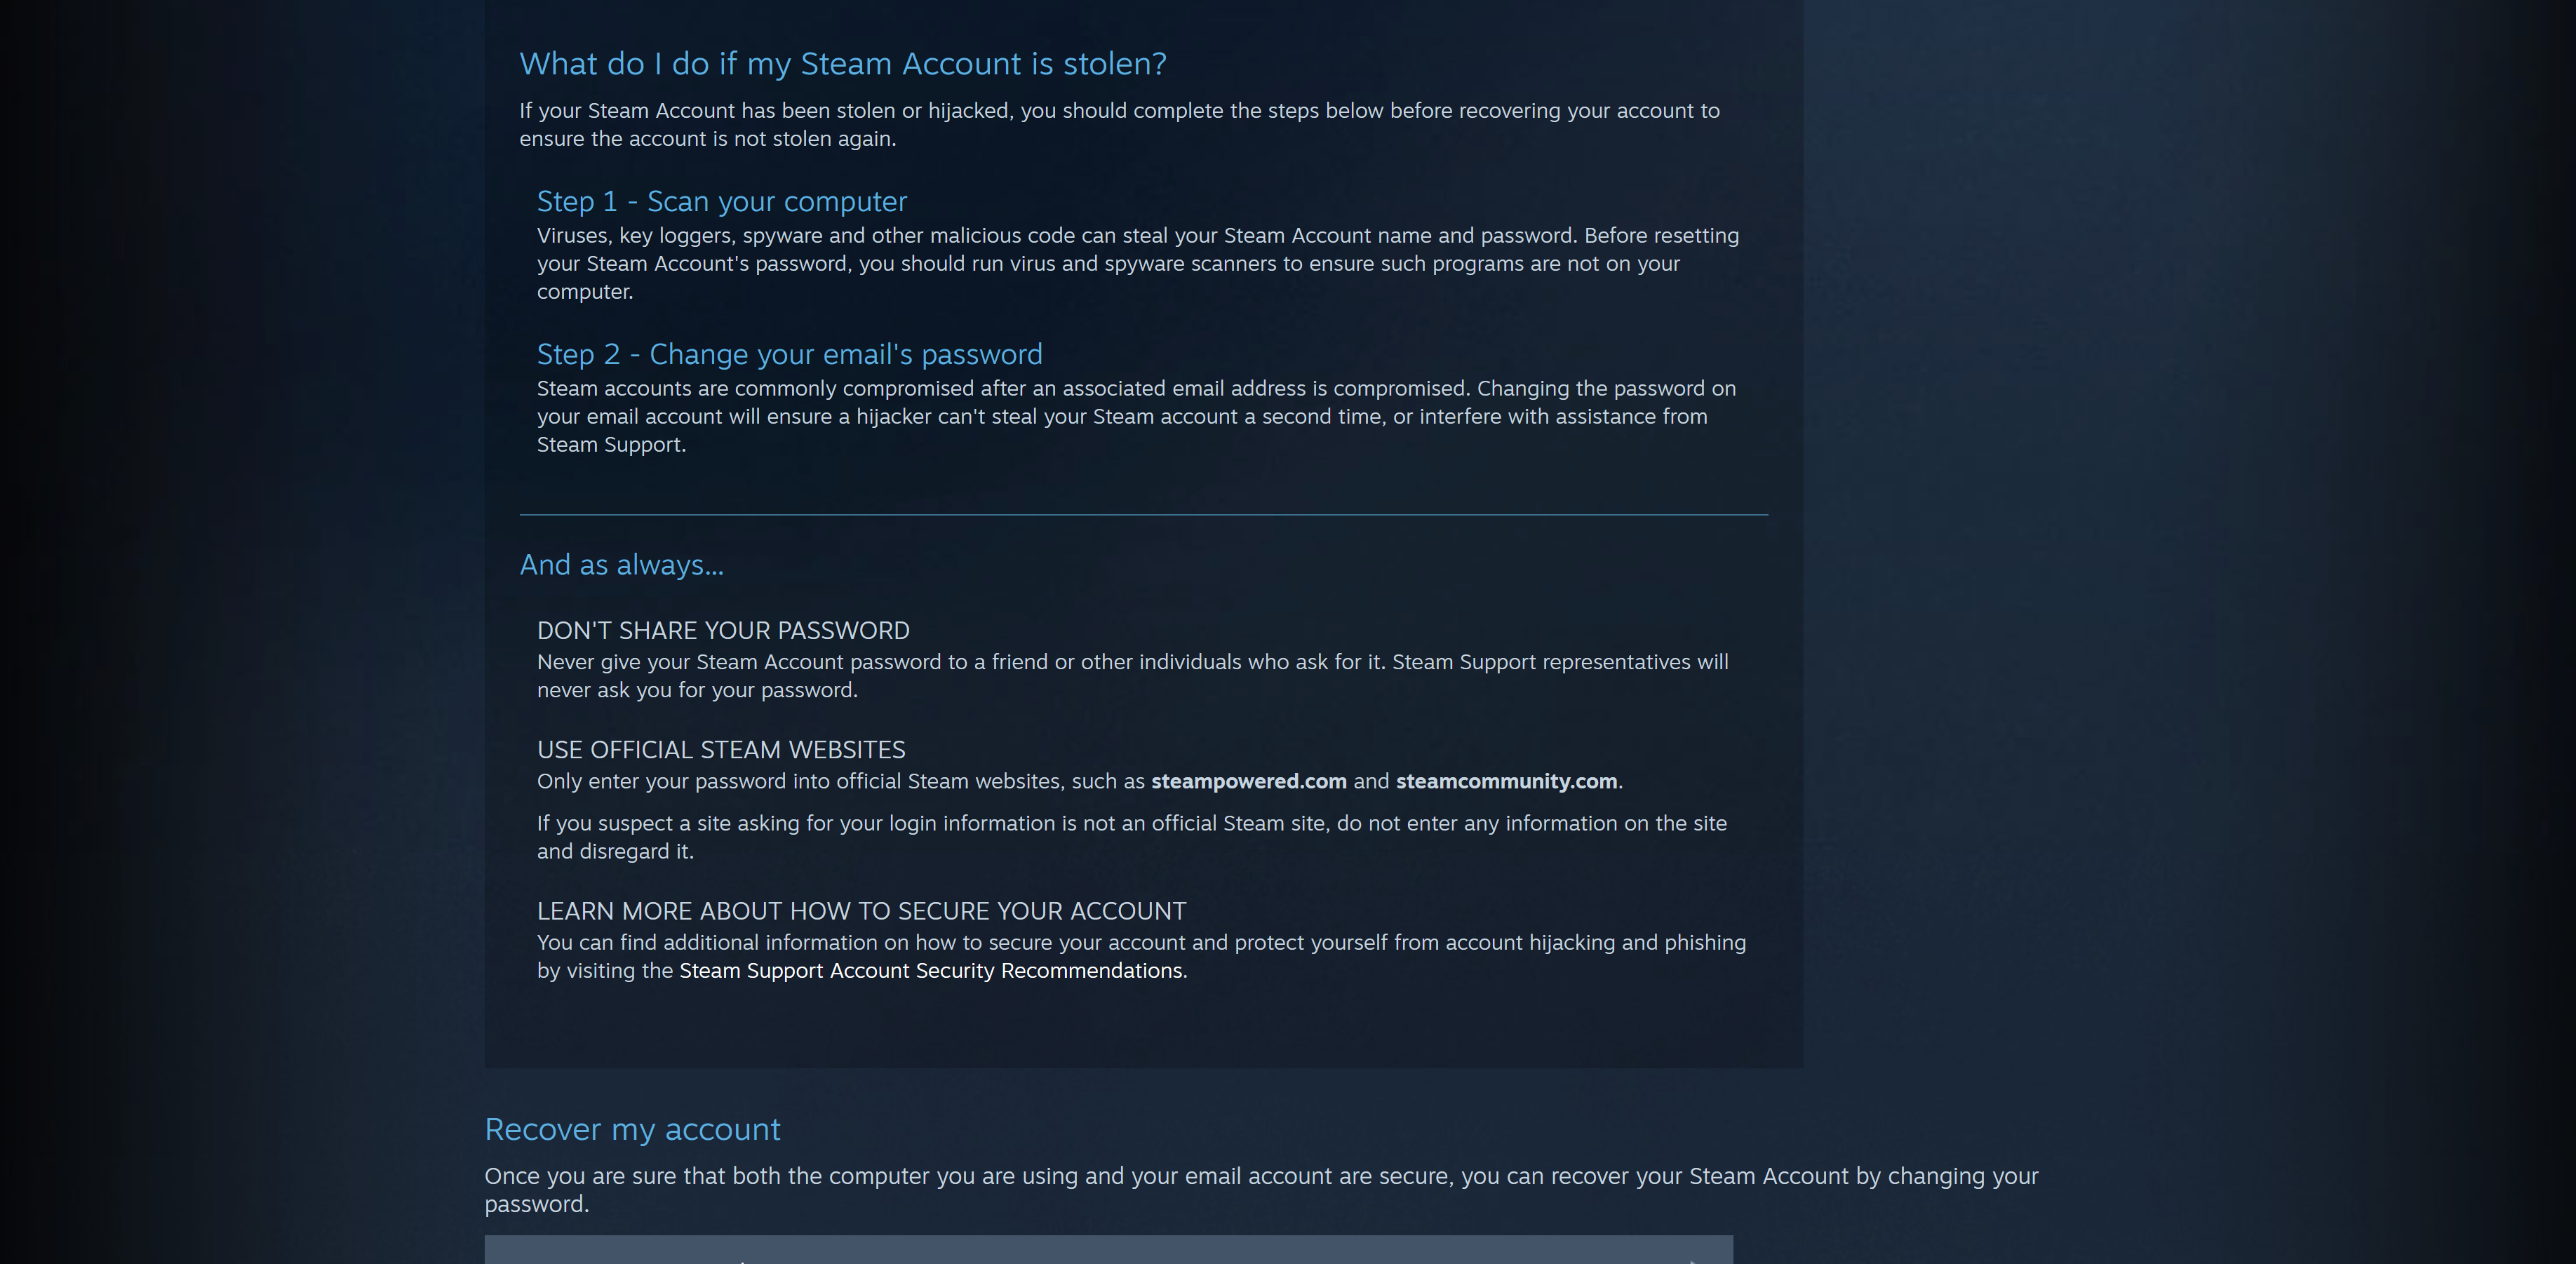 What do I do if my Steam Account is stolen?
If your Steam Account has been stolen or hijacked, you should complete the steps below before recovering your account to
ensure the account is not stolen again.
Step 1 - Scan your computer
Viruses, key loggers, spyware and other malicious code can steal your Steam Account name and password. Before resetting
your Steam Account's password, you should run virus and spyware scanners to ensure such programs are not on your
computer.
Step 2 - Change your email's password
Steam accounts are commonly compromised after an associated email address is compromised. Changing the password on
your email account will ensure a hijacker can't steal your Steam account a second time, or interfere with assistance from
Steam Support.
And as always...
DON'T SHARE YOUR PASSWORD
Never give your Steam Account password to a friend or other individuals who ask for it. Steam Support representatives will
never ask you for your password.
USE OFFICIAL STEAM WEBSITES
Only enter your password into official Steam websites, such as steampowered.com and steamcommunity.com.
If you suspect a site asking for your login information is not an official Steam site, do not enter any information on the site
and disregard it.
LEARN MORE ABOUT HOW TO SECURE YOUR ACCOUNT
You can find additional information on how to secure your account and protect yourself from account hijacking and phishing
by visiting the Steam Support Account Security Recommendations.
Recover my account
Once you are sure that both the computer you are using and your email account are secure, you can recover your Steam Account by changing your
password.